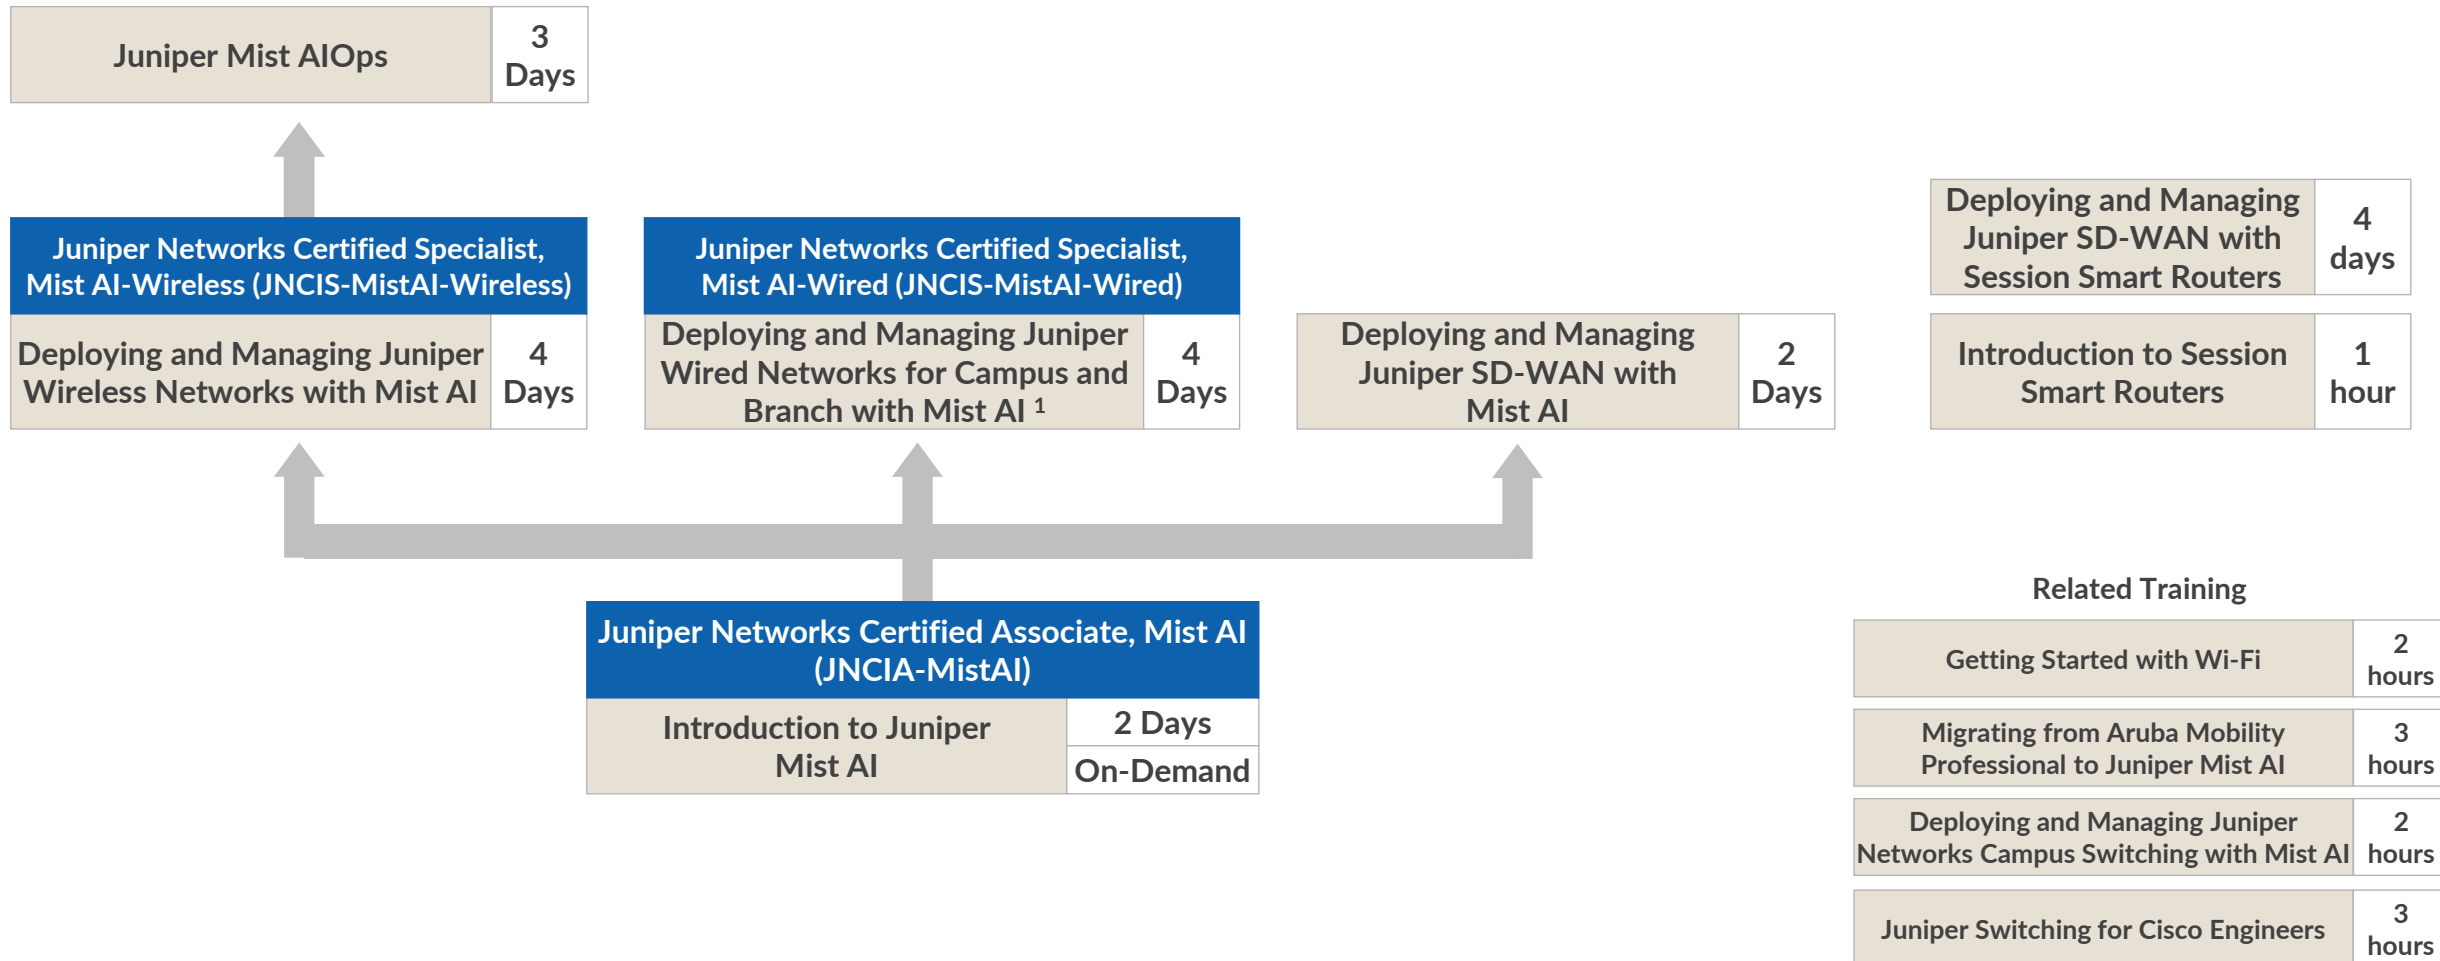 Juniper Mist AIOps
3
Days
Juniper Networks Certified Specialist,
Mist AI-Wireless (JNCIS-MistAI-Wireless)
Deploying and Managing Juniper
Wireless Networks with Mist AI
4
Days
Juniper Networks Certified Specialist,
Mist AI-Wired (JNCIS-MistAI-Wired)
Deploying and Managing Juniper
Wired Networks for Campus and
Branch with Mist AI ¹
4
Days
Deploying and Managing
Juniper SD-WAN with
Mist AI
2
Days
Deploying and Managing
Juniper SD-WAN with
Session Smart Routers
4
days
Introduction to Session
Smart Routers
1
hour
Juniper Networks Certified Associate, Mist AI
(JNCIA-MistAI)
Introduction to Juniper
Mist AI
2 Days
On-Demand
Related Training
Getting Started with Wi-Fi
2
hours
Migrating from Aruba Mobility
Professional to Juniper Mist AI
3
hours
Deploying and Managing Juniper
Networks Campus Switching with Mist AI
2
hours
Juniper Switching for Cisco Engineers
3
hours